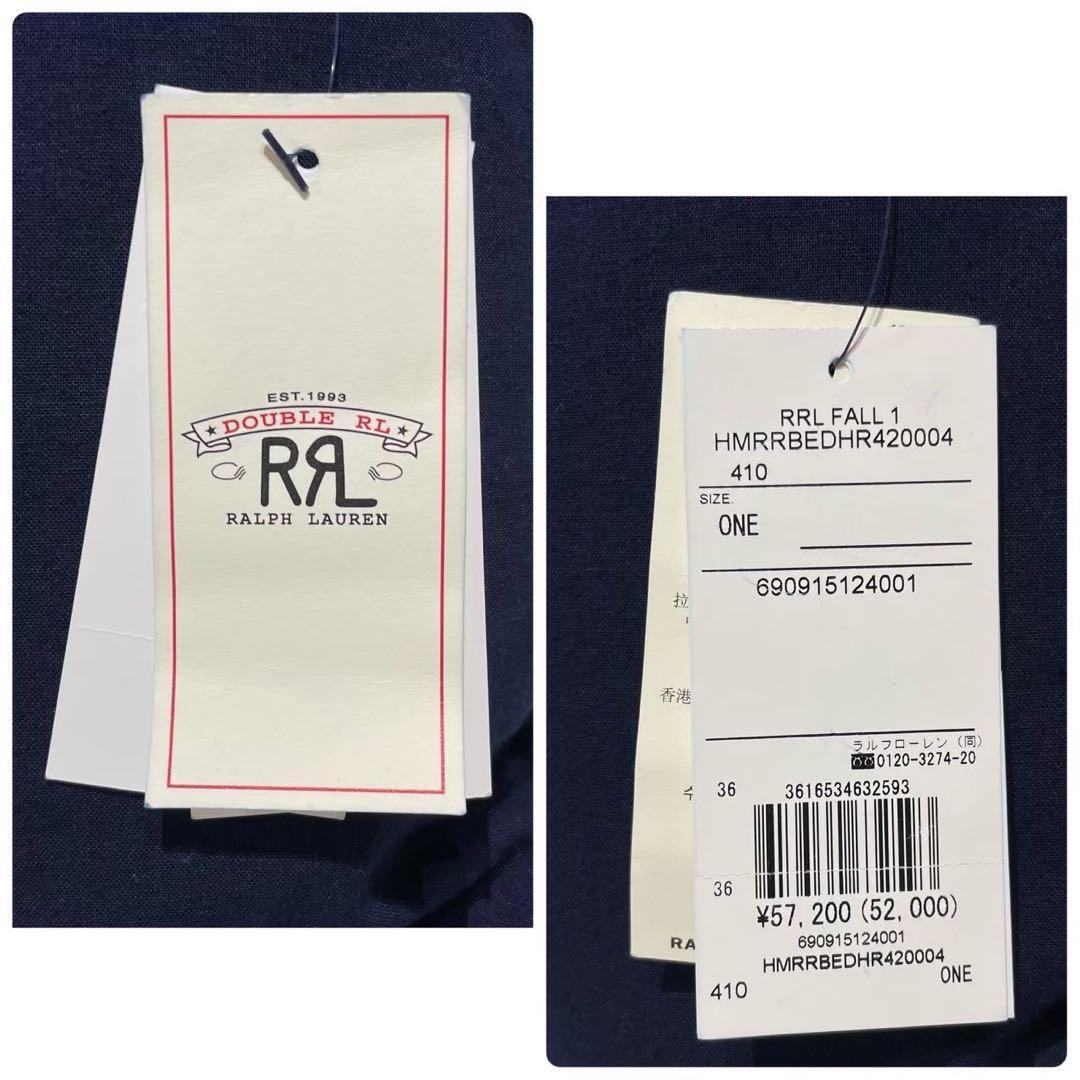 EST.1993
DOUBLE RL
RRL
RALPH LAUREN
RRL FALL 1
HMRRBEDHR420004
410
SIZE.
ONE
690915124001
拉
香港
수
ラルフローレン (同)
0120-3274-20
36 3616534632593
36
¥57,200 (52,000)
RA
690915124001
HMRRBEDHR420004
410 ONE